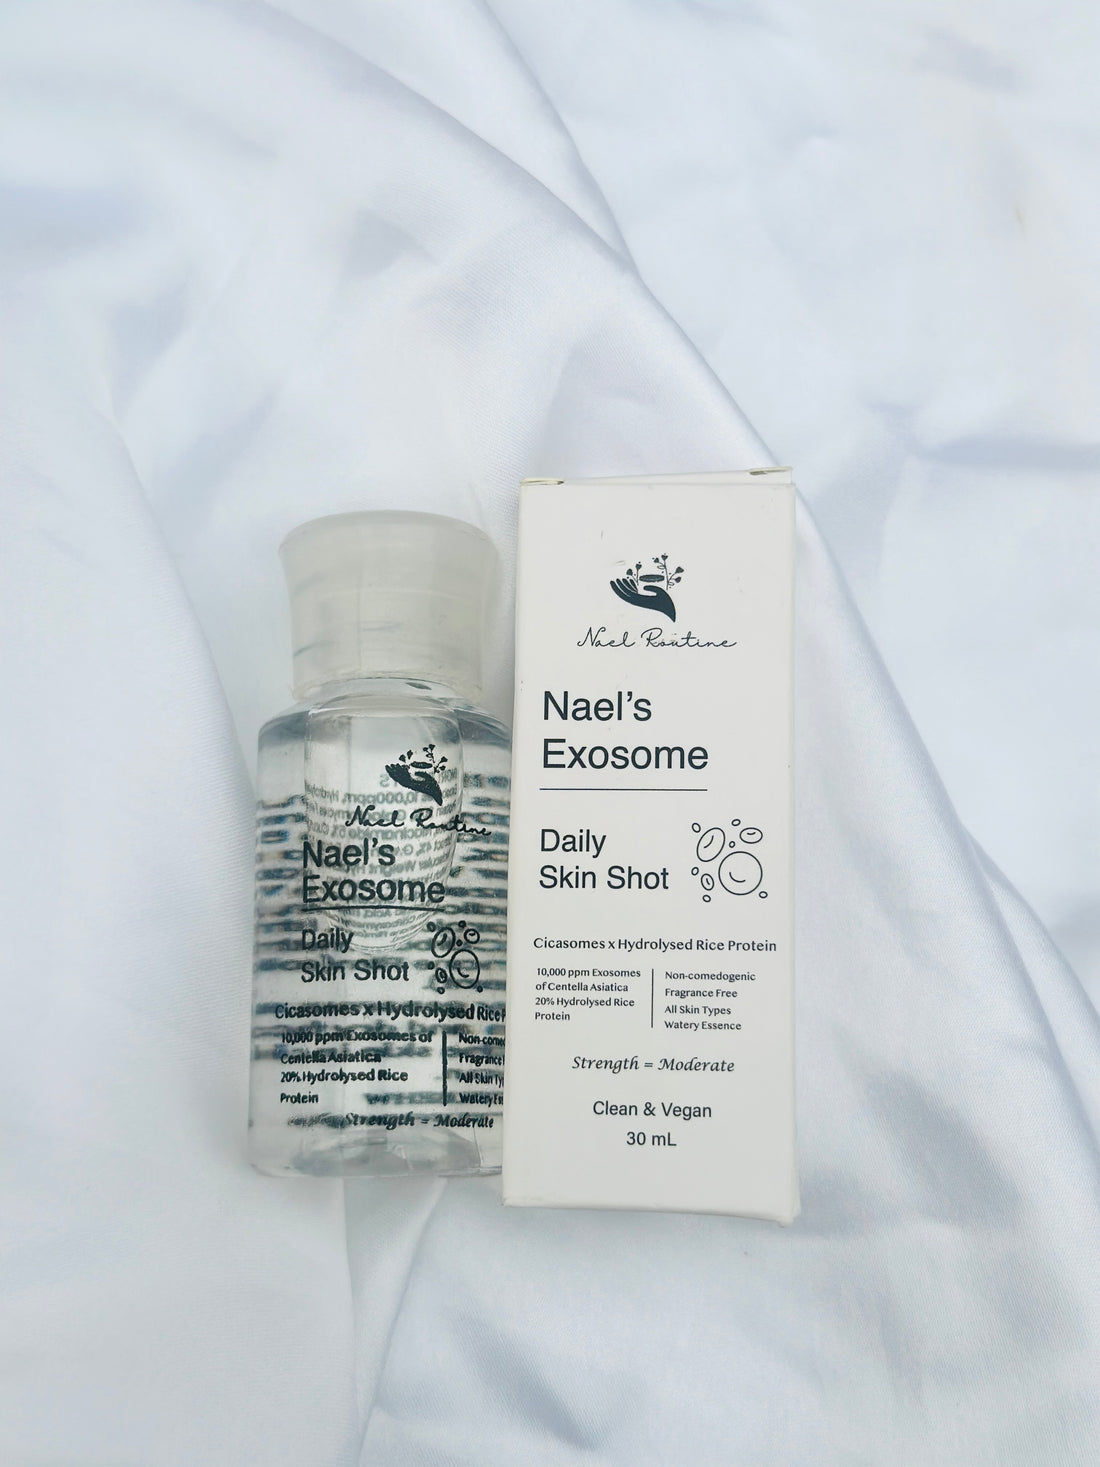 Nael Routine
Nael's
Exosome
Daily
Skin Shot
Cicasomes x Hydrolysed Rice
10,000 ppm Exosomes of
Centella Asiatica
20% Hydrolysed Rice
Protein
Strength = Moderate
Nael Routine
Nael's
Exosome
Daily
Skin Shot
Cicasomes x Hydrolysed Rice Protein
10,000 ppm Exosomes
of Centella Asiatica
20% Hydrolysed Rice
Protein
Non-comedogenic
Fragrance Free
All Skin Types
Watery Essence
Strength = Moderate
Clean & Vegan
30 mL